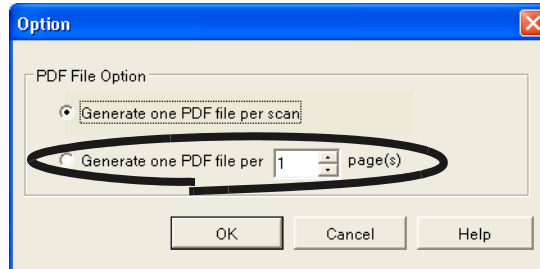 Option
PDF File Option
Generate one PDF file per scan
Generate one PDF file per 1 page(s)
OK Cancel Help